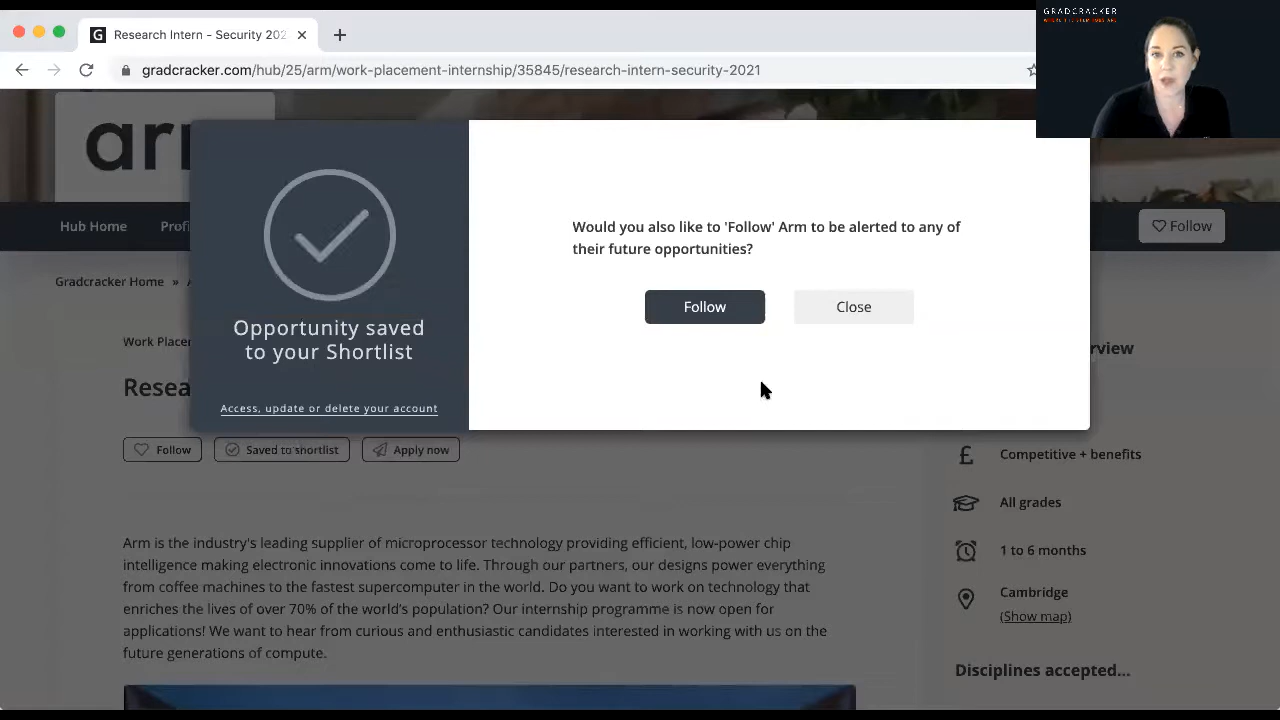 GRADCRACKER
Research Intern - Security 202
gradcracker.com/hub/25/arm/work-placement-internship/35845/research-intern-security-2021
ar
Hub Home
Profi
Follow
Would you also like to 'Follow' Arm to be alerted to any of
their future opportunities?
Follow
Close
Opportunity saved
to your Shortlist
Access, update or delete your account
Gradcracker Home »
Work Placer
Resea
rview
Follow
Saved to shortlist
Apply now
Competitive + benefits
All grades
1 to 6 months
Cambridge
(Show map)
Disciplines accepted...
Arm is the industry's leading supplier of microprocessor technology providing efficient, low-power chip
intelligence making electronic innovations come to life. Through our partners, our designs power everything
from coffee machines to the fastest supercomputer in the world. Do you want to work on technology that
enriches the lives of over 70% of the world's population? Our internship programme is now open for
applications! We want to hear from curious and enthusiastic candidates interested in working with us on the
future generations of compute.